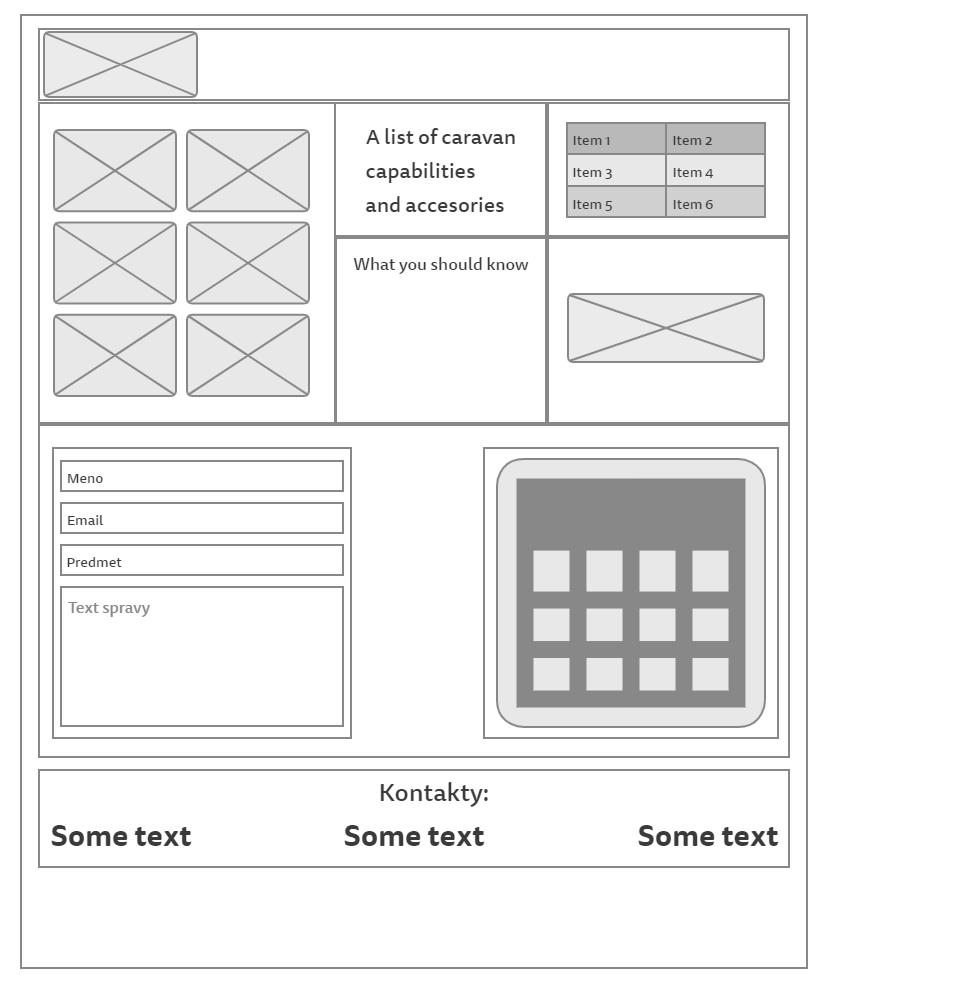 A list of caravan
capabilities
and accesories
Item 1
Item 2
Item 3
Item 4
Item 5
Item 6
What you should know
Meno
Email
Predmet
Text spravy
Kontakty:
Some text
Some text
Some text